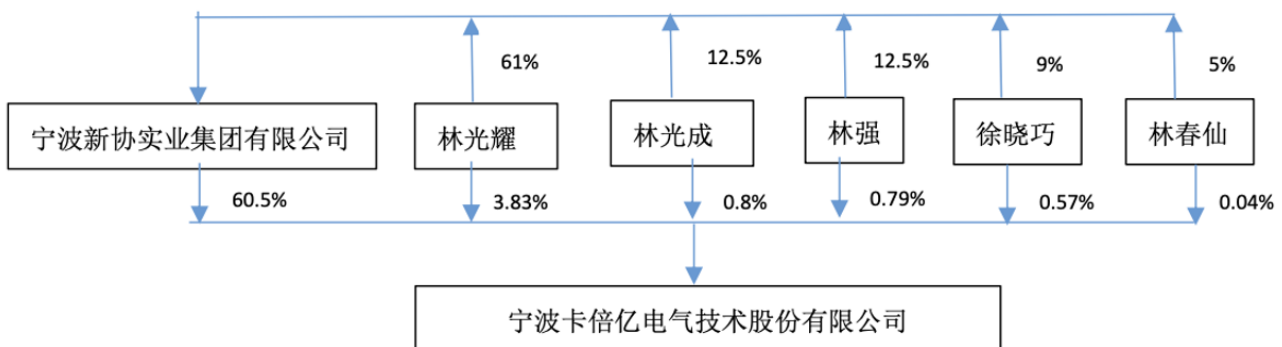 61%
12.5%
12.5%
9%
5%
宁波新协实业集团有限公司
林光耀
林光成
林强
徐晓巧
林春仙
60.5%
3.83%
0.8%
0.79%
0.57%
0.04%
宁波卡倍亿电气技术股份有限公司